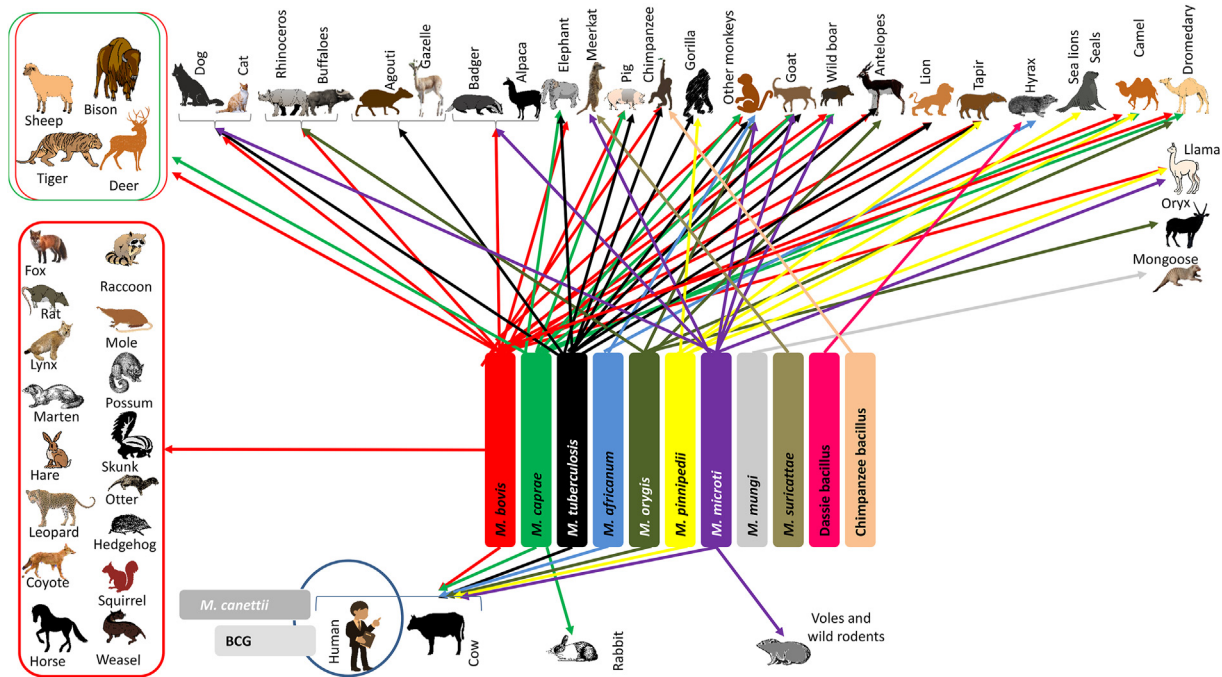 Dog
Cat
Rhinoceros
Buffaloes
Agouti
Gazelle
Badger
Alpaca
Elephant
Meerkat
Pig
Chimpanzee
Gorilla
Other monkeys
Goat
Wild boar
Antelopes
Lion
Tapir
Hyrax
Sea lions
Seals
Camel
Dromedary
Sheep
Bison
Tiger
Deer
Llama
Oryx
Mongoose
Fox
Raccoon
Rat
Mole
Lynx
Possum
Marten
Skunk
Hare
Otter
Leopard
Hedgehog
Coyote
Squirrel
Horse
Weasel
M. bovis
M. caprae
M. tuberculosis
M. africanum
M. orygis
M. pinnipedii
M. microti
M. mungi
M. suricattae
Dassie bacillus
Chimpanzee bacillus
M. canettii
BCG
Human
Cow
Rabbit
Voles and
wild rodents